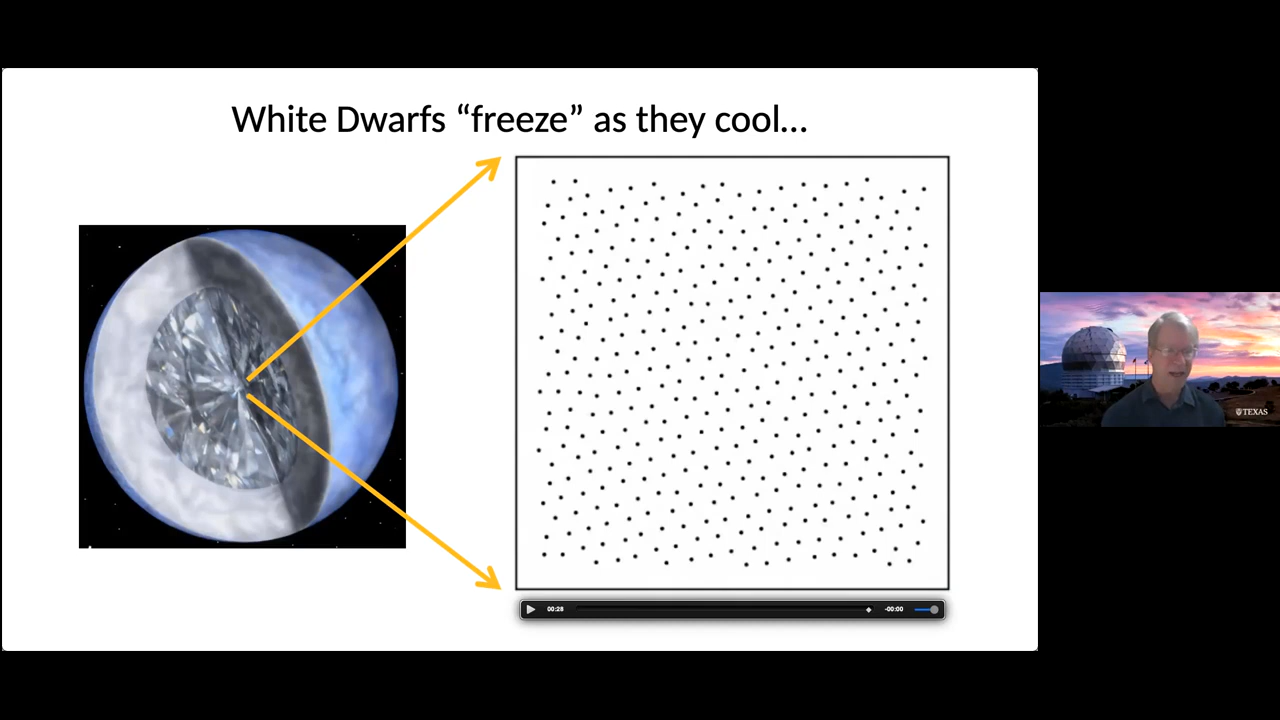 White Dwarfs “freeze” as they cool…
00:28
-00:00
TEXAS